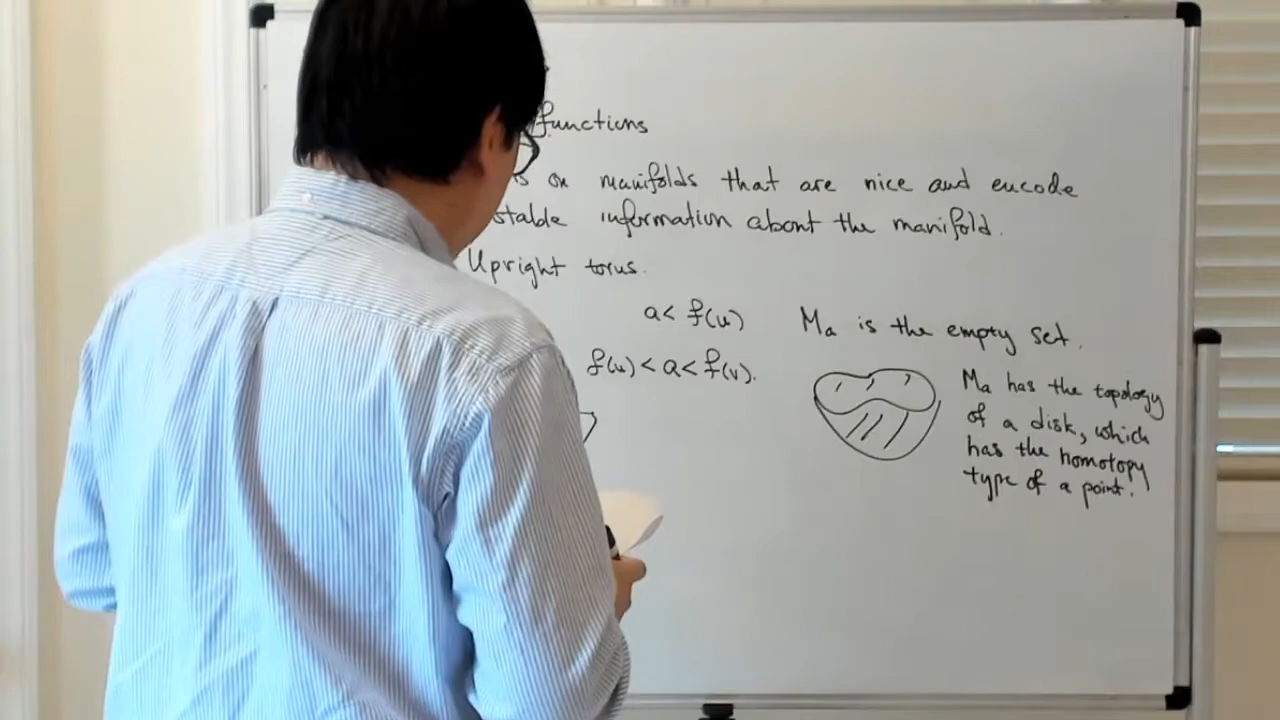 functions
on manifolds that are nice and encode
information about the manifold.
Upright torus.
a < f(u) Ma is the empty set.
f(u) < a < f(v). Ma has the topology
of a disk, which
has the homotopy
type of a point.